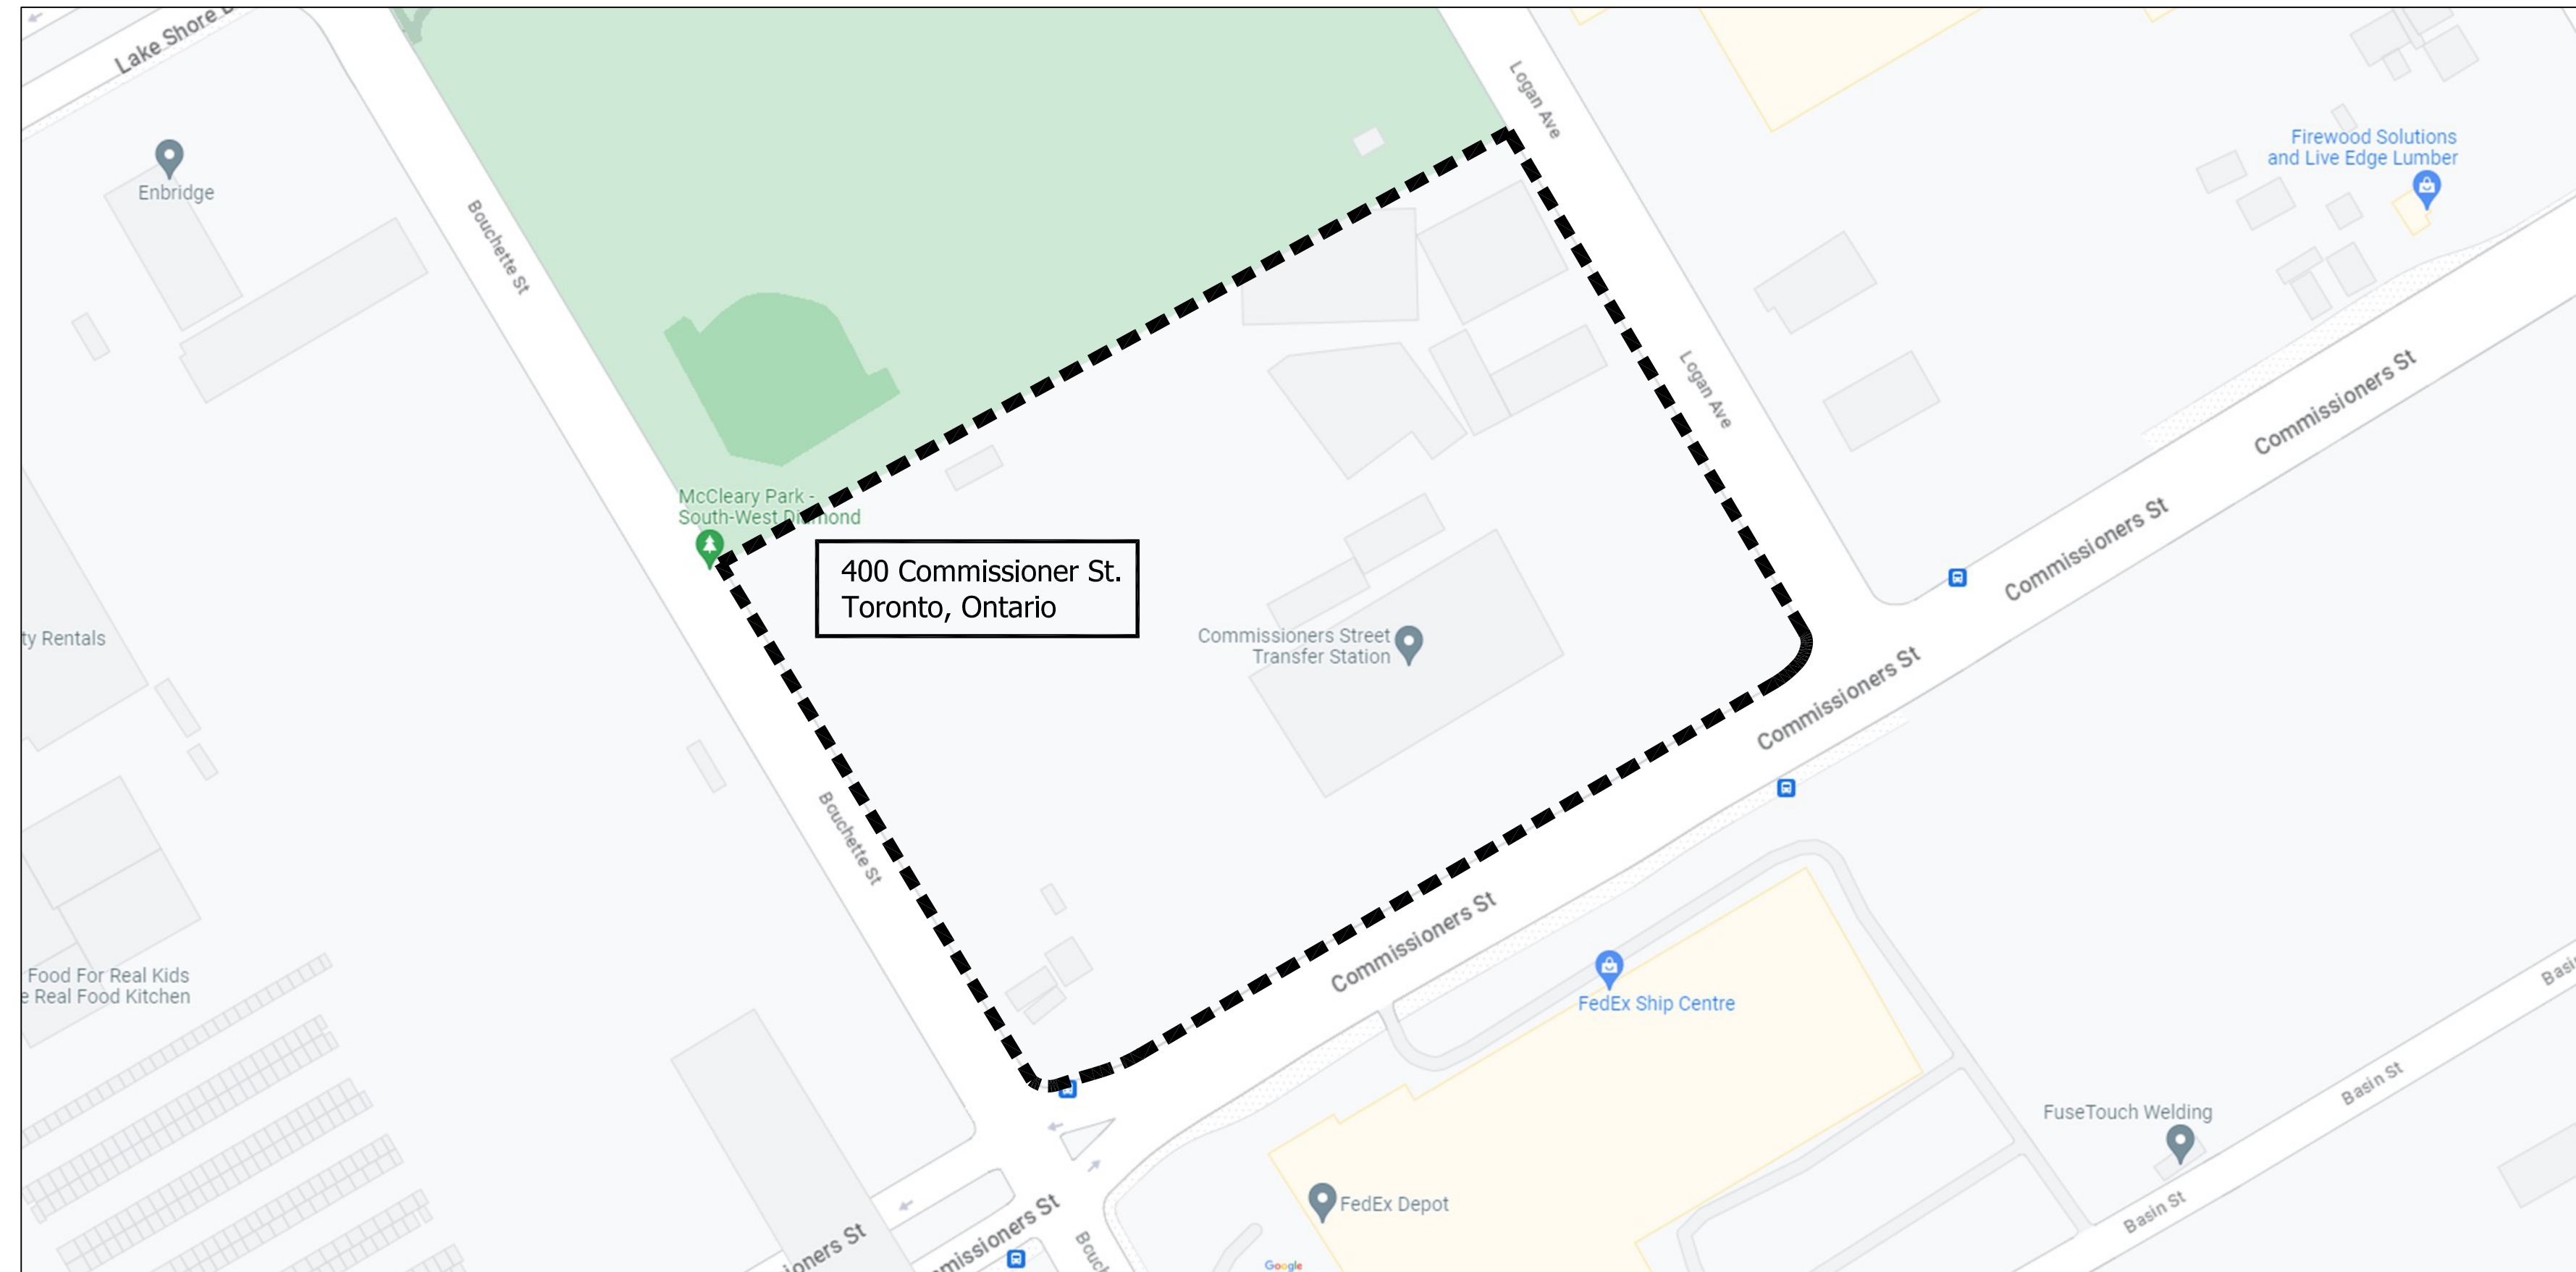 Lake Shore
Logan Ave
Firewood Solutions
and Live Edge Lumber
Enbridge
Bouchette St
Logan Ave
Commissioners St
McCleary Park -
South-West Diamond
Commissioners St
400 Commissioner St.
Toronto, Ontario
ty Rentals
Commissioners Street
Transfer Station
Commissioners St
Bouchette St
Commissioners St
Food For Real Kids
e Real Food Kitchen
FedEx Ship Centre
Basi
Basin St
FuseTouch Welding
FedEx Depot
Basin St
missioners St
ioners St
Bouch
Google